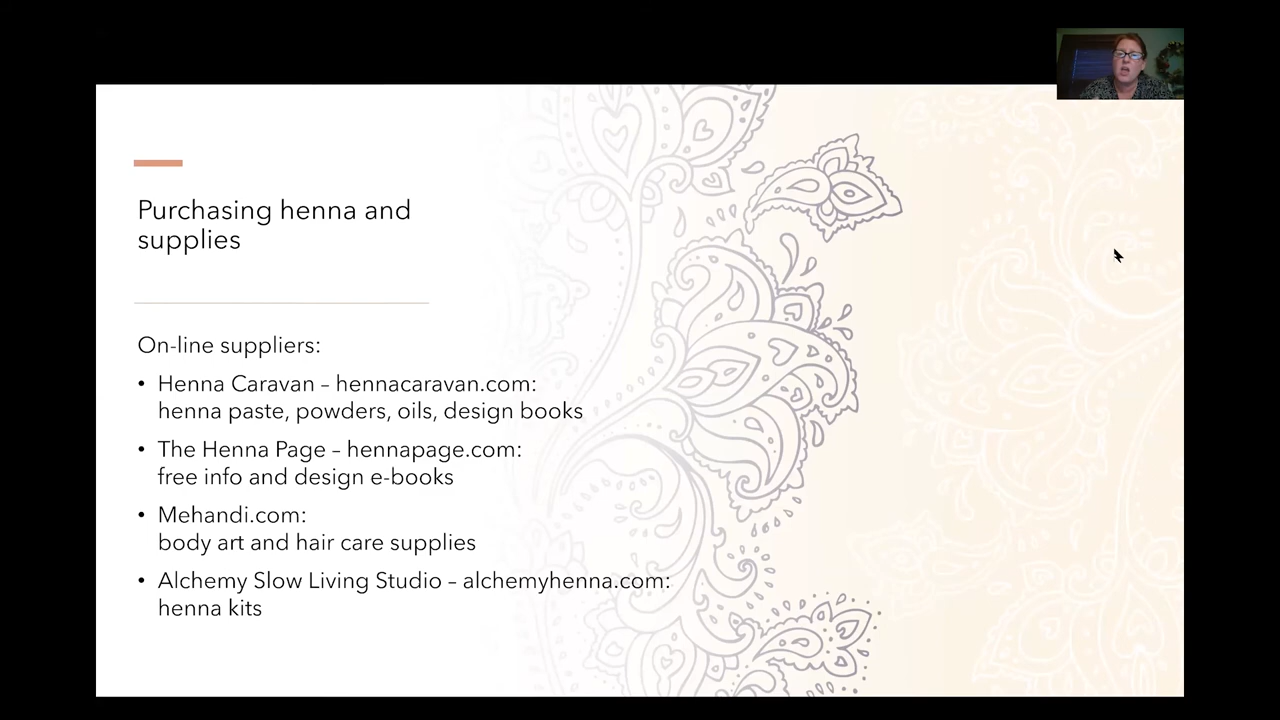 Purchasing henna and
supplies
On-line suppliers:
• Henna Caravan – hennacaravan.com:
henna paste, powders, oils, design books
• The Henna Page – hennapage.com:
free info and design e-books
• Mehandi.com:
body art and hair care supplies
• Alchemy Slow Living Studio – alchemyhenna.com:
henna kits